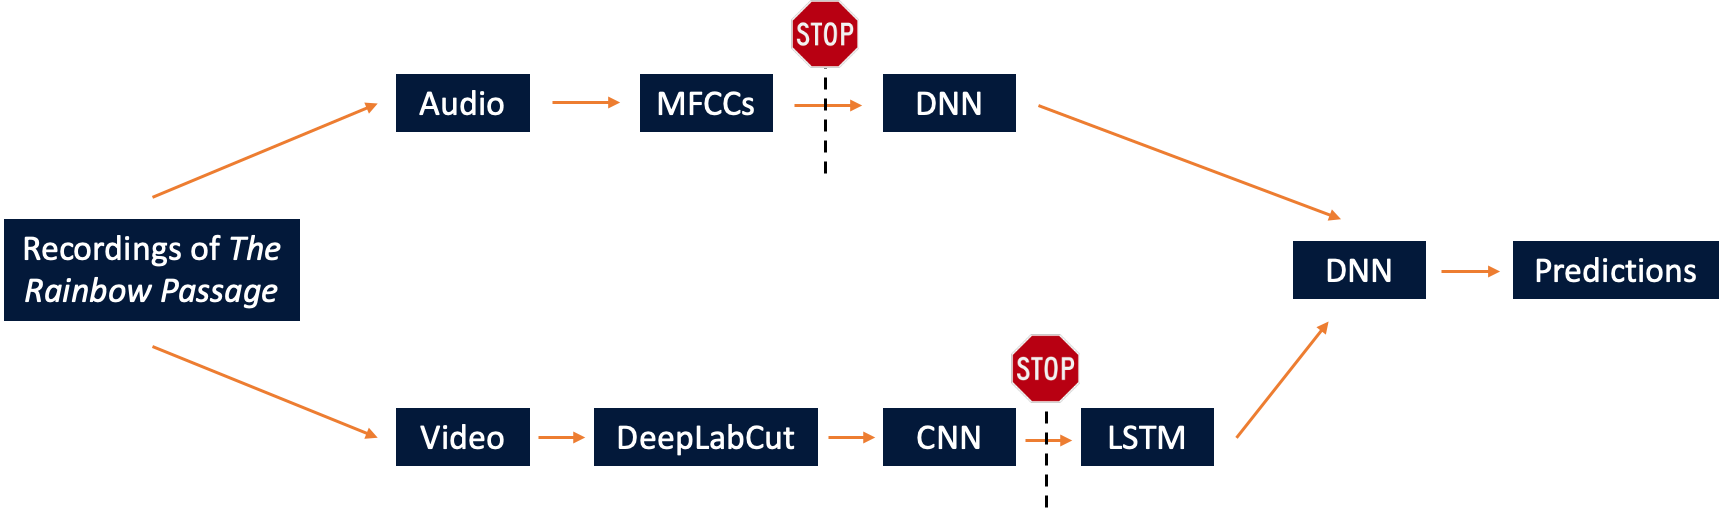 STOP
Audio
MFCCs
DNN
Recordings of The
Rainbow Passage
DNN
Predictions
STOP
Video
DeepLabCut
CNN
LSTM